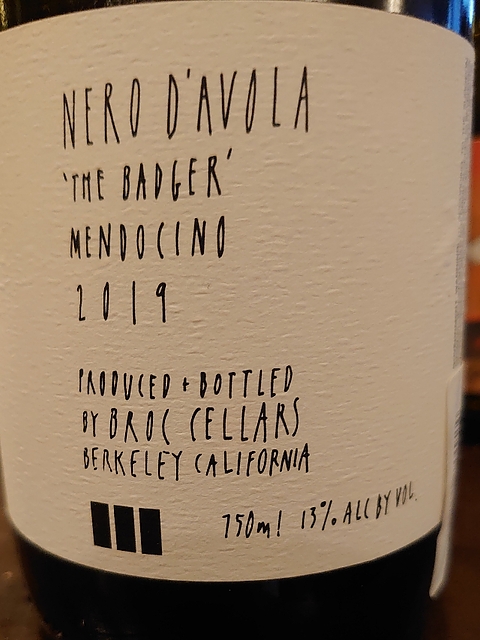 NERO D'AVOLA
'THE BADGER'
MENDOCINO
2019
PRODUCED + BOTTLED
BY BROC CELLARS
BERKELEY CALIFORNIA
750ml 13% ALC BY VOL.